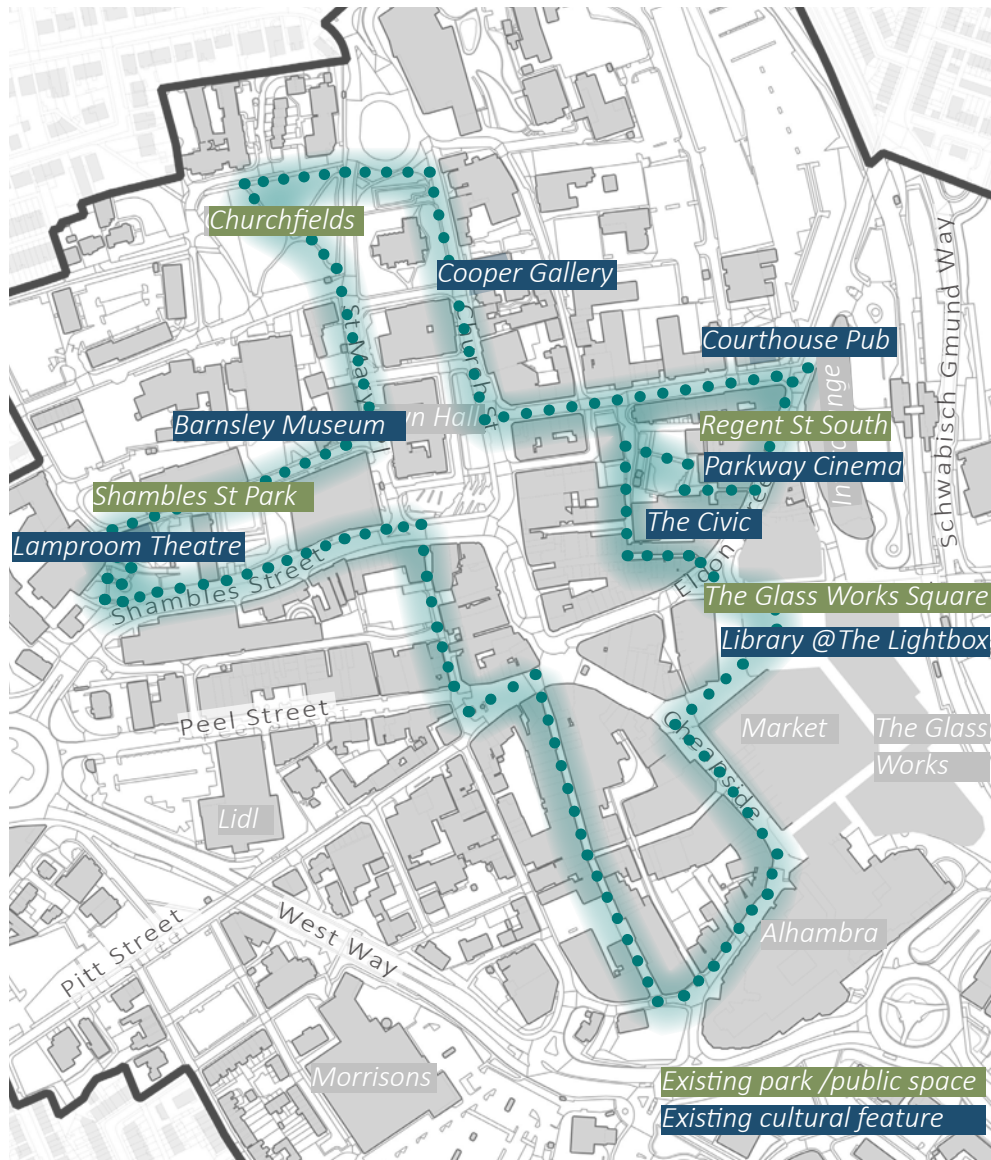 Churchfields
Schwabisch Gmund Way
Cooper Gallery
St Mary
Church St
Courthouse Pub
Barnsley Museum
Regent St South
Parkway Cinema
Shambles St Park
The Civic
Lamproom Theatre
Eldon
Shambles Street
The Glass Works Square
Library @The Lightbox
Peel Street
Cheapside
Market
The Glass
Works
Lidl
West Way
Alhambra
Pitt Street
Morrisons
Existing park /public space
Existing cultural feature